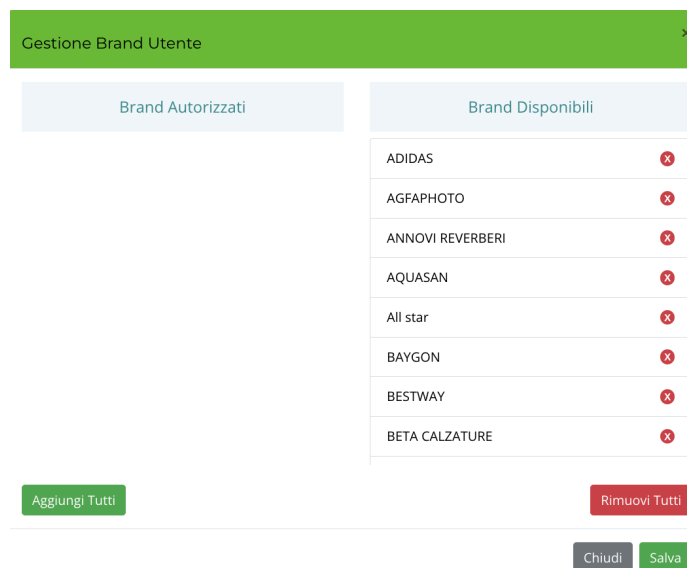 Gestione Brand Utente
Brand Autorizzati
Brand Disponibili
ADIDAS
X
AGFAPHOTO
X
ANNOVI REVERBERI
X
AQUASAN
X
All star
X
BAYGON
X
BESTWAY
X
BETA CALZATURE
X
Aggiungi Tutti
Rimuovi Tutti
Chiudi
Salva